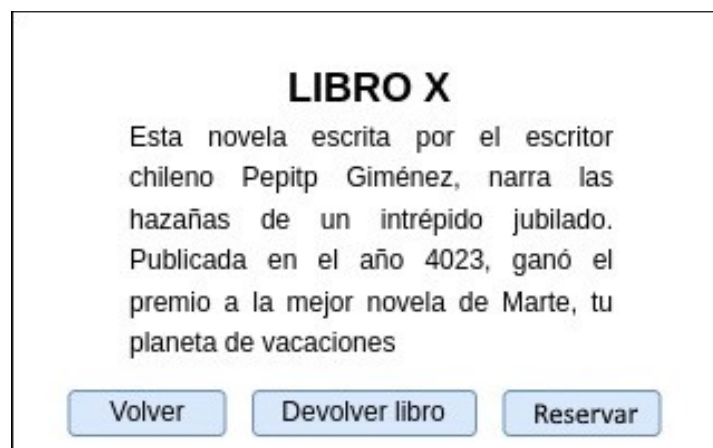 LIBRO X
Esta novela escrita por el escritor
chileno Pepitp Giménez, narra las
hazañas de un intrépido jubilado.
Publicada en el año 4023, ganó el
premio a la mejor novela de Marte, tu
planeta de vacaciones
Volver Devolver libro Reservar